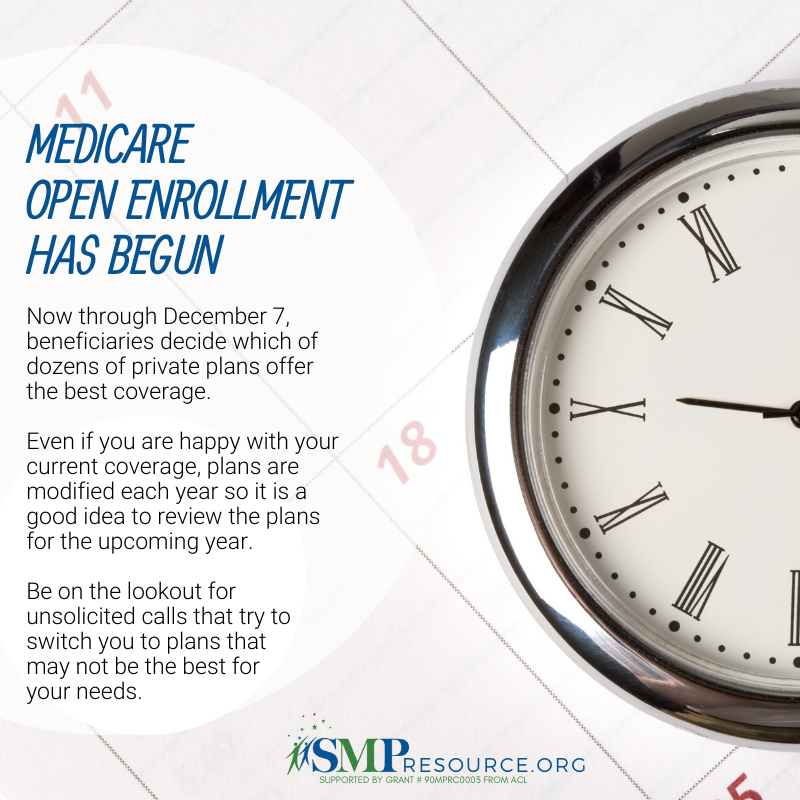 11
MEDICARE
OPEN ENROLLMENT
HAS BEGUN
Now through December 7,
beneficiaries decide which of
dozens of private plans offer
the best coverage.
Even if you are happy with your
current coverage, plans are
modified each year so it is a
good idea to review the plans
for the upcoming year.
Be on the lookout for
unsolicited calls that try to
switch you to plans that
may not be the best for
your needs.
18
XII
XI
X
IX
VIII
SMPRESOURCE.ORG
SUPPORTED BY GRANT # 90MPRC0003 FROM ACL